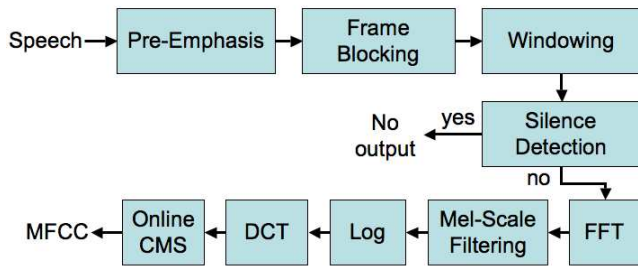 Speech
Pre-Emphasis
Frame
Blocking
Windowing
Silence
Detection
yes
No
output
no
FFT
Mel-Scale
Filtering
Log
DCT
Online
CMS
MFCC